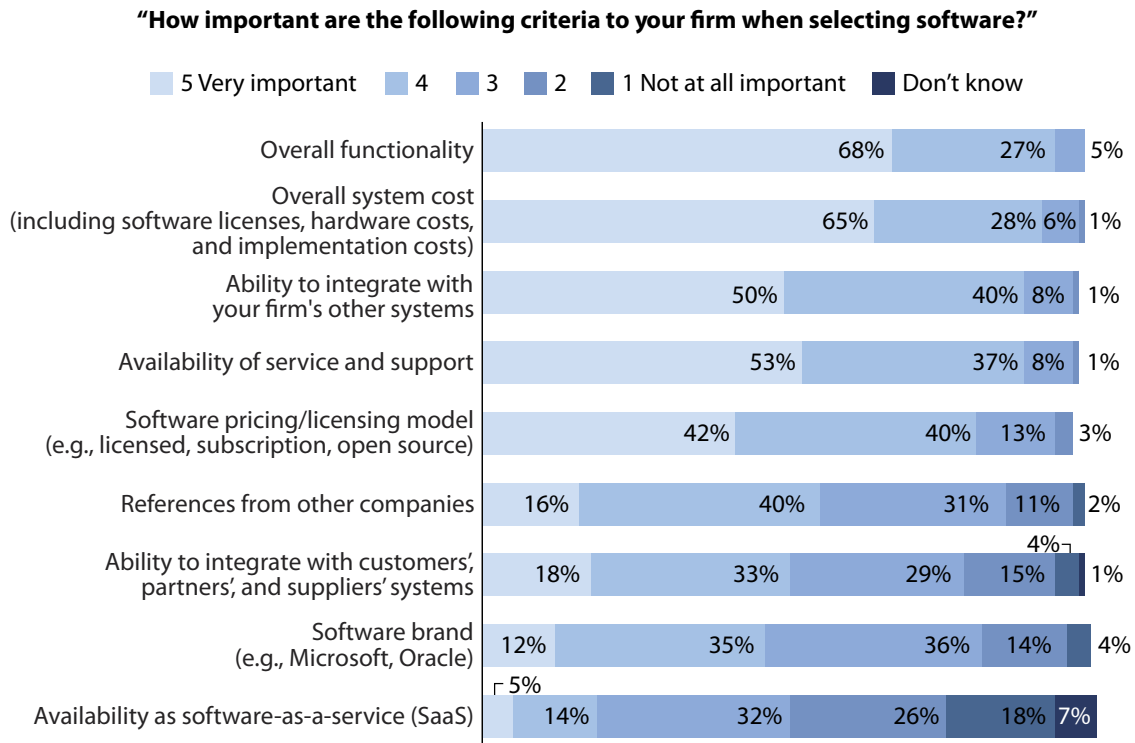 “How important are the following criteria to your firm when selecting software?”
5 Very important 4 3 2 1 Not at all important Don’t know
Overall functionality 68% 27% 5%
Overall system cost
(including software licenses, hardware costs,
and implementation costs) 65% 28% 6% 1%
Ability to integrate with
your firm's other systems 50% 40% 8% 1%
Availability of service and support 53% 37% 8% 1%
Software pricing/licensing model
(e.g., licensed, subscription, open source) 42% 40% 13% 3%
References from other companies 16% 40% 31% 11% 2%
4%
Ability to integrate with customers’,
partners’, and suppliers’ systems 18% 33% 29% 15% 1%
Software brand
(e.g., Microsoft, Oracle) 12% 35% 36% 14% 4%
5%
Availability as software-as-a-service (SaaS) 14% 32% 26% 18% 7%